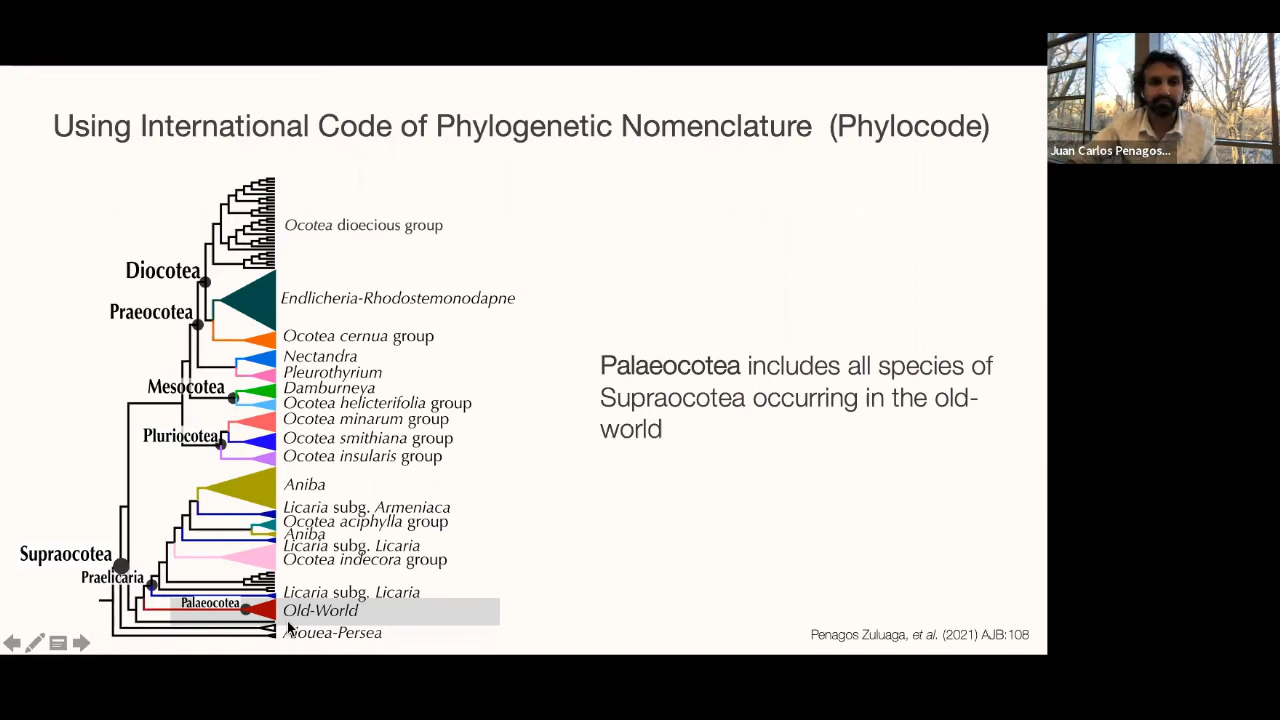 Using International Code of Phylogenetic Nomenclature (Phylocode)
Juan Carlos Penagos...
Ocotea dioecious group
Diocotea
Endlicheria-Rhodostemonodapne
Praeocotea
Ocotea cernua group
Nectandra
Pleurothyrium
Mesocotea
Damburneya
Ocotea helicterifolia group
Ocotea minarum group
Pluriocotea
Ocotea smithiana group
Ocotea insularis group
Aniba
Licaria subg. Armeniaca
Ocotea aciphylla group
Aniba
Licaria subg. Licaria
Supraocotea
Ocotea indecora group
Praelicaria
Licaria subg. Licaria
Palaeocotea
Old-World
Aiouea-Persea
Palaeocotea includes all species of
Supraocotea occurring in the old-
world
Penagos Zuluaga, et al. (2021) AJB:108